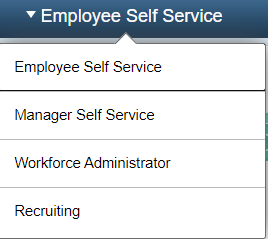 Employee Self Service
Employee Self Service
Manager Self Service
Workforce Administrator
Recruiting